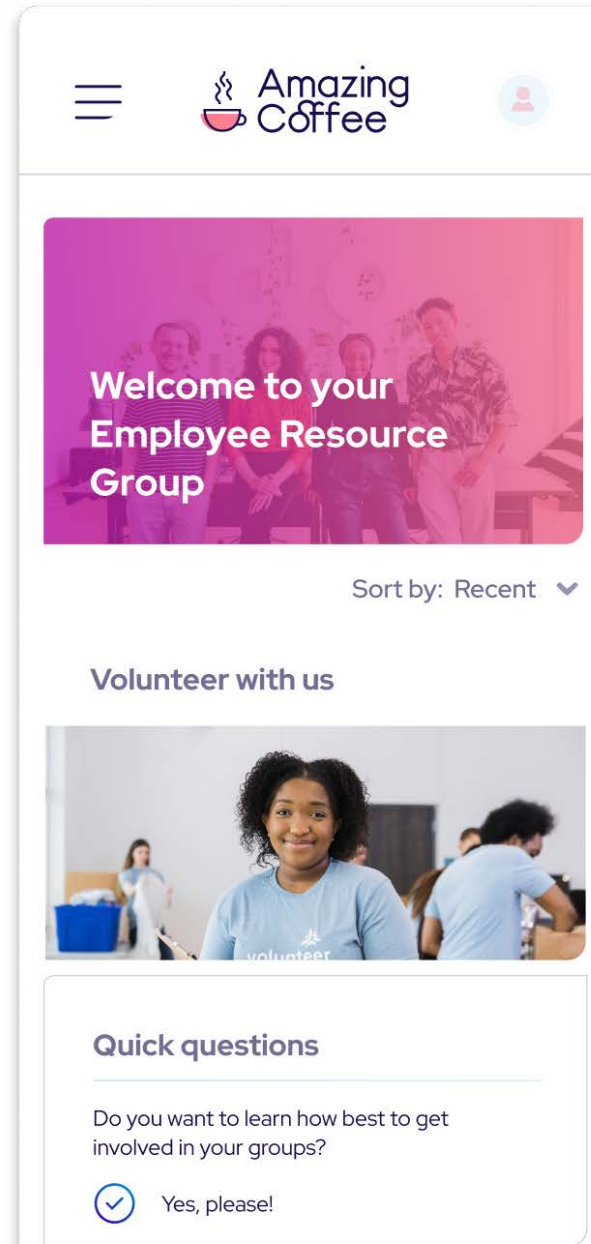 Amazing
Coffee
Welcome to your
Employee Resource
Group
Sort by: Recent
Volunteer with us
volunteer
Quick questions
Do you want to learn how best to get
involved in your groups?
Yes, please!